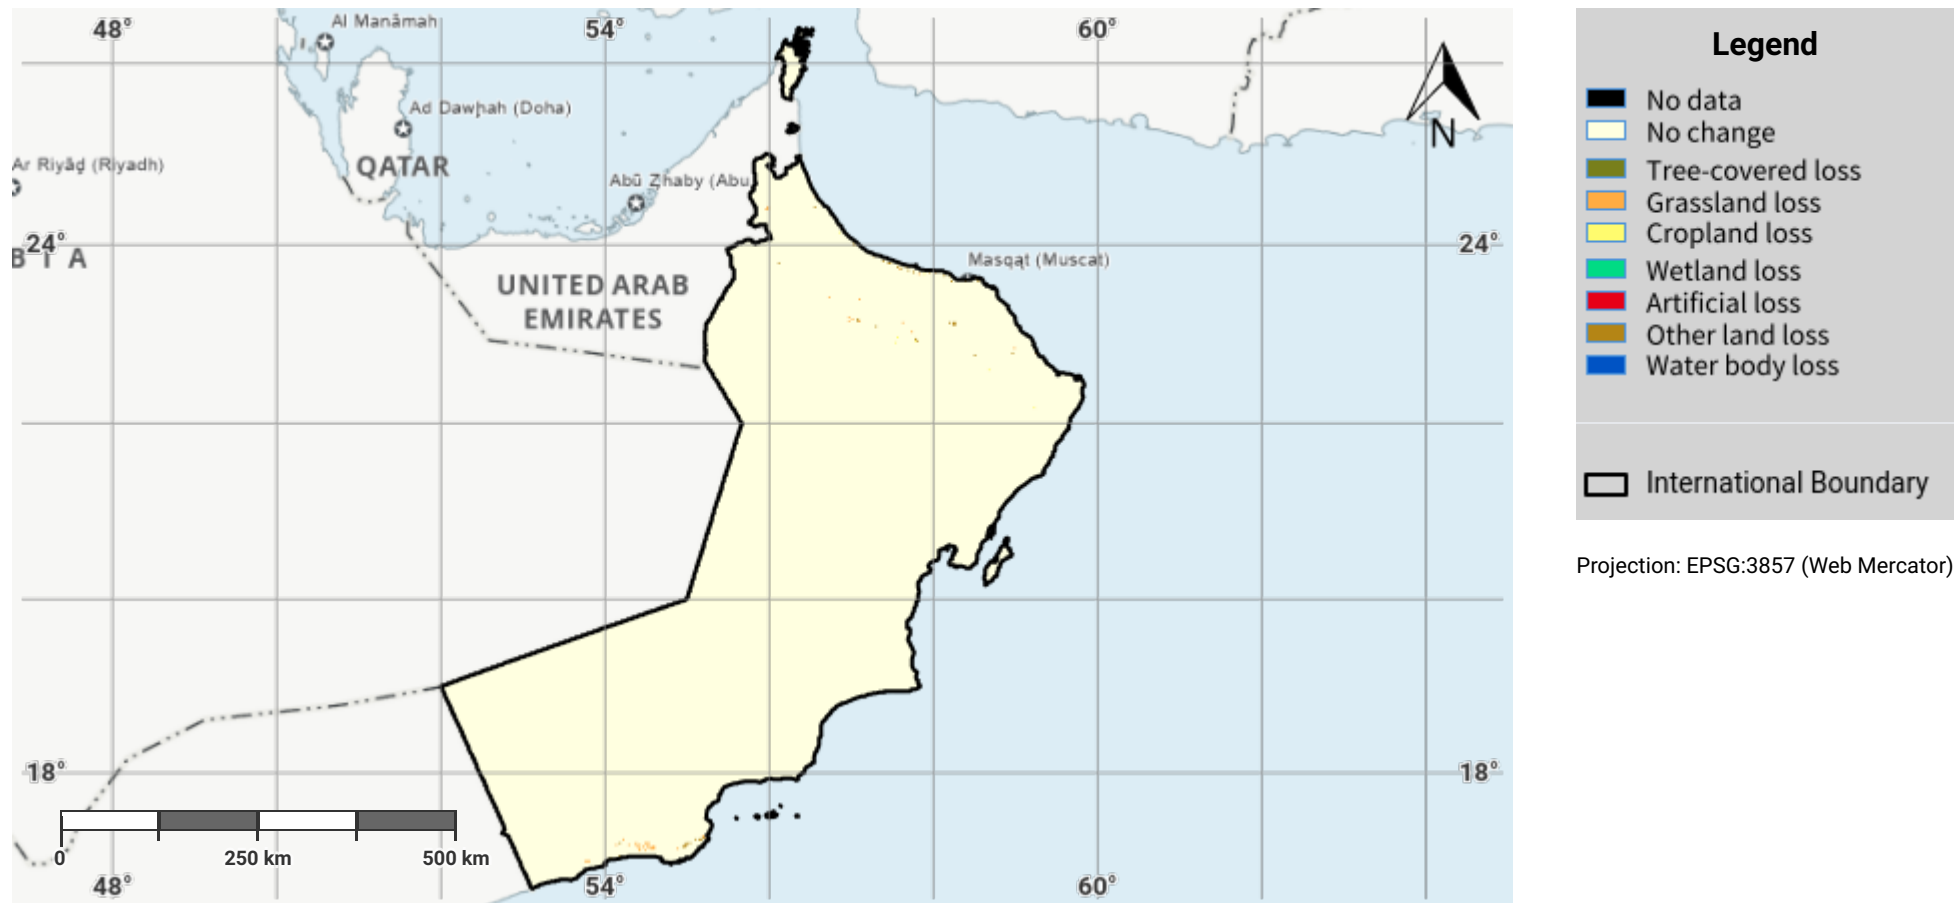 48°
Al Manāmah
54°
60°
Ad Dawḩah (Doha)
Ar Riyāḑ (Riyadh)
QATAR
Abū Z̧haby (Abu
24°
B I A
Masqaţ (Muscat)
24°
UNITED ARAB
EMIRATES
18°
18°
0
250 km
500 km
48°
54°
60°
N
Legend
No data
No change
Tree-covered loss
Grassland loss
Cropland loss
Wetland loss
Artificial loss
Other land loss
Water body loss
International Boundary
Projection: EPSG:3857 (Web Mercator)